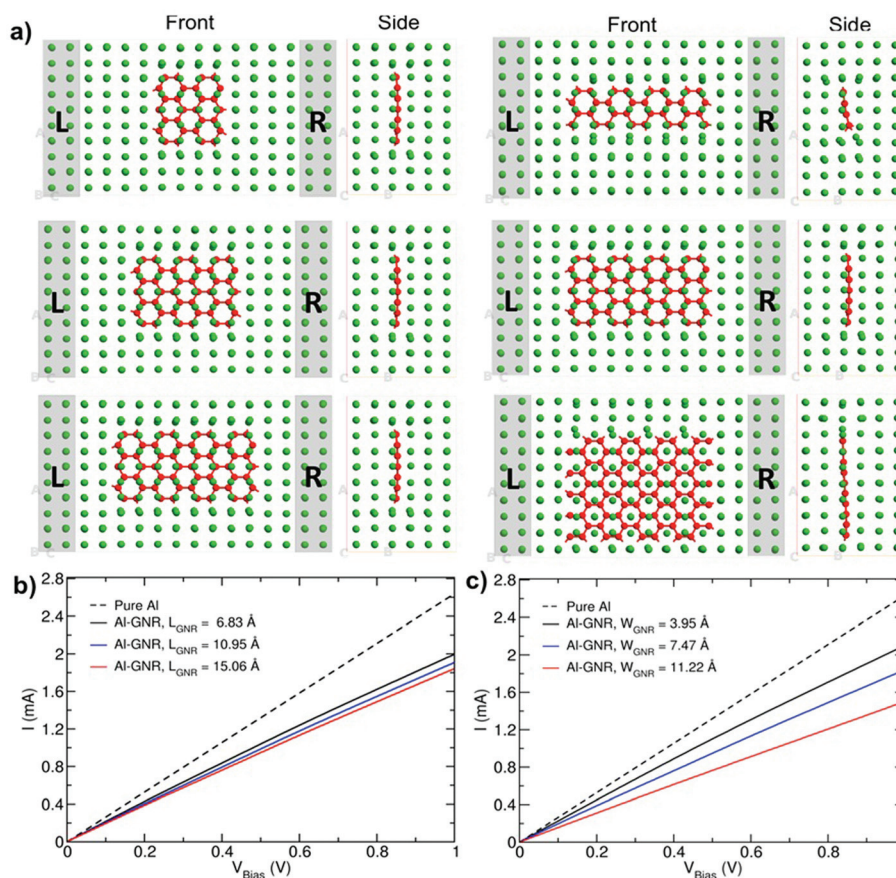 a)
Front Side Front Side
L R L R
A A
B C C B B C C B
L R L R
A A A A
B C C B B C C B
L R L R
A A A A
B C C B B C C B
b)
2.8
2.4
2
1.6
1.2
0.8
0.4
0
I (mA)
Pure Al
Al-GNR, L_GNR = 6.83 Å
Al-GNR, L_GNR = 10.95 Å
Al-GNR, L_GNR = 15.06 Å
0 0.2 0.4 0.6 0.8 1
V_Bias (V)
c)
2.8
2.4
2
1.6
1.2
0.8
0.4
0
I (mA)
Pure Al
Al-GNR, W_GNR = 3.95 Å
Al-GNR, W_GNR = 7.47 Å
Al-GNR, W_GNR = 11.22 Å
0 0.2 0.4 0.6 0.8
V_Bias (V)